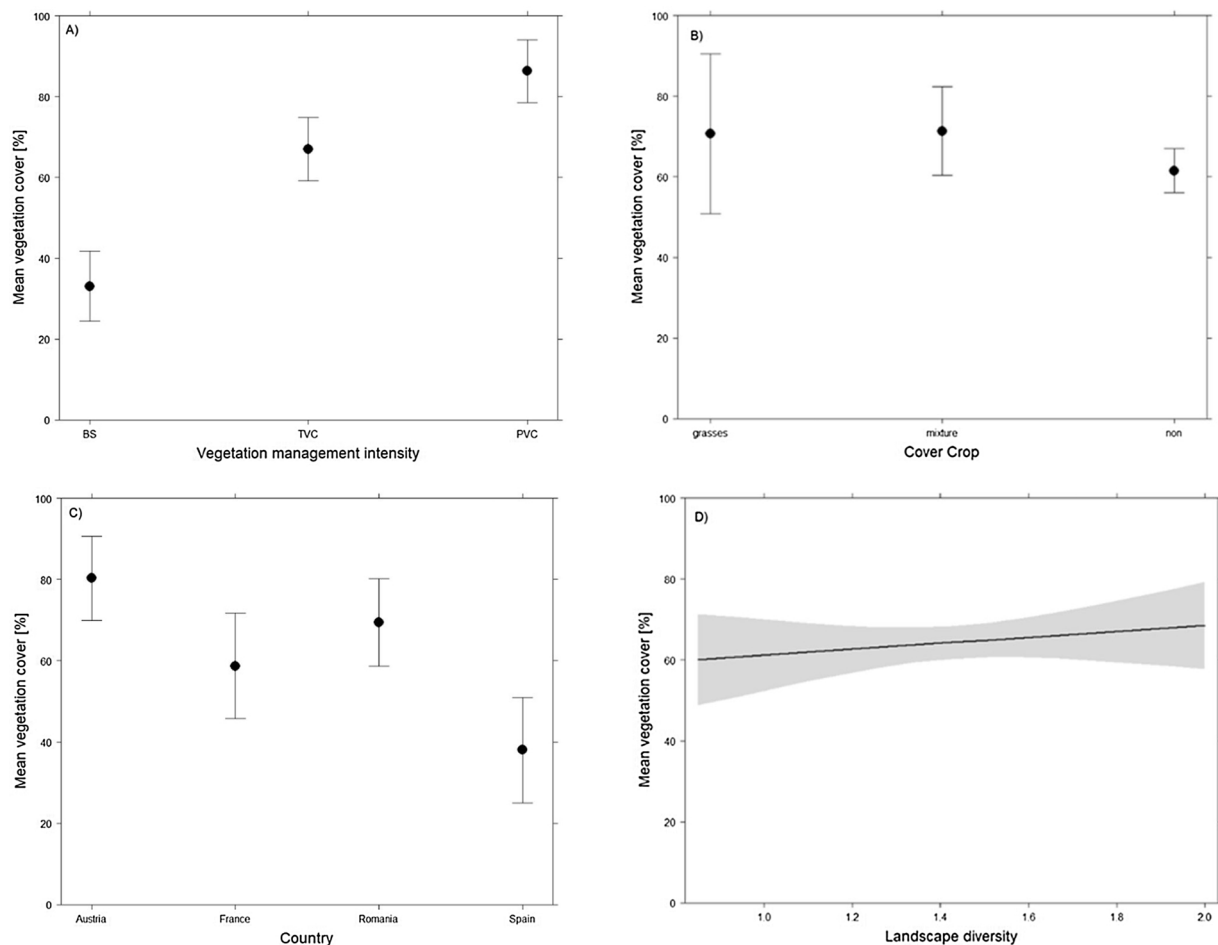 A)
Mean vegetation cover [%]
100
80
60
40
20
0
BS TVC PVC
Vegetation management intensity
B)
Mean vegetation cover [%]
100
80
60
40
20
0
grasses mixture non
Cover Crop
C)
Mean vegetation cover [%]
100
80
60
40
20
0
Austria France Romania Spain
Country
D)
Mean vegetation cover [%]
100
80
60
40
20
0
1.0 1.2 1.4 1.6 1.8 2.0
Landscape diversity